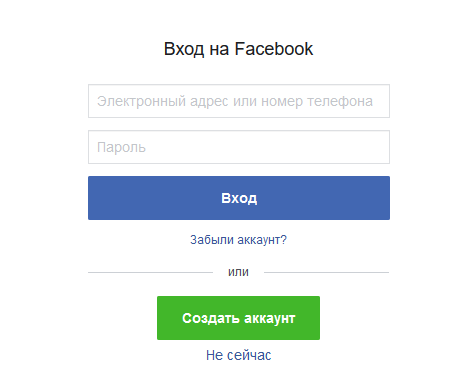 Вход на Facebook
Электронный адрес или номер телефона
Пароль
Вход
Забыли аккаунт?
или
Создать аккаунт
Не сейчас